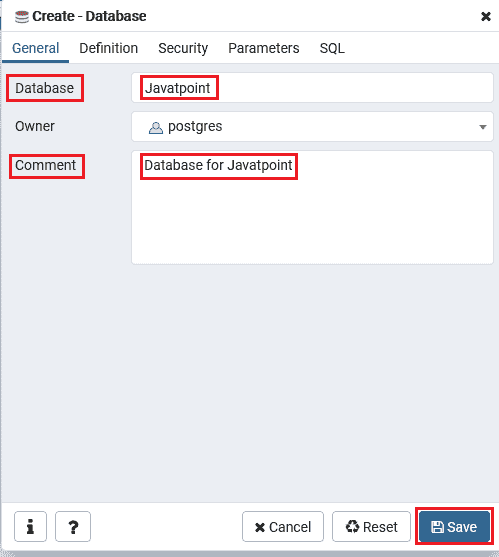 Create - Database
General Definition Security Parameters SQL
Database Javatpoint
Owner postgres
Comment Database for Javatpoint
i ? Cancel Reset Save